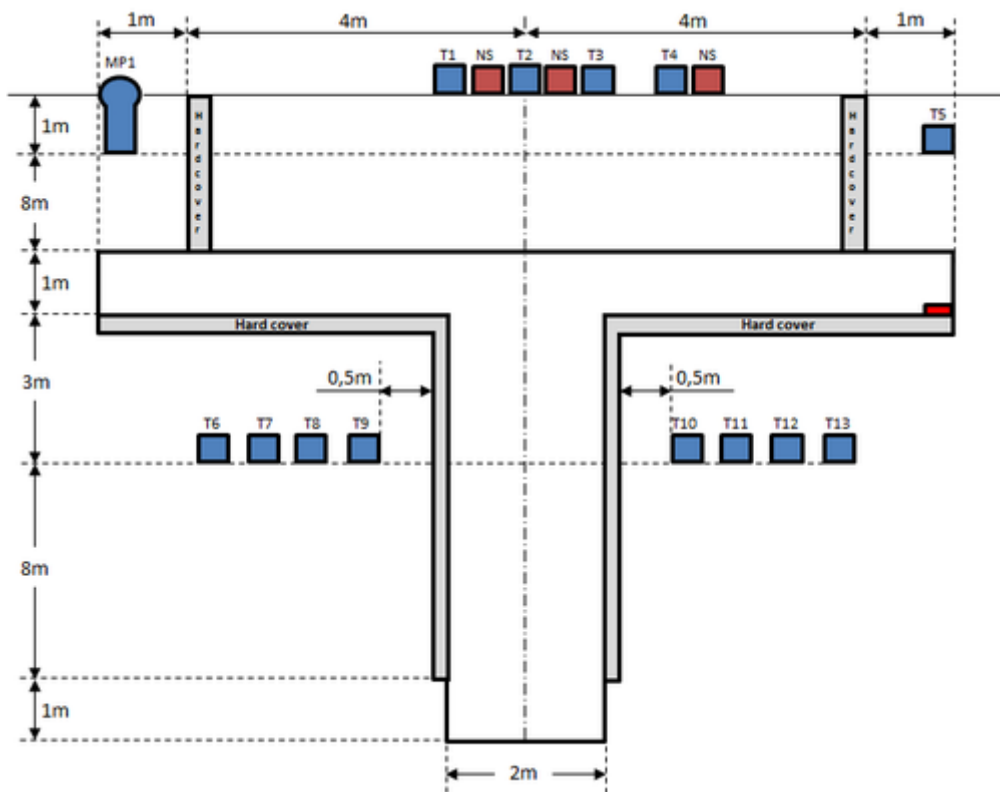 1m 4m 4m 1m
MP1 T1 NS T2 NS T3 T4 NS
1m Hardcover Hardcover T5
8m
1m
Hard cover Hard cover
3m 0,5m 0,5m
T6 T7 T8 T9 T10 T11 T12 T13
8m
1m
2m